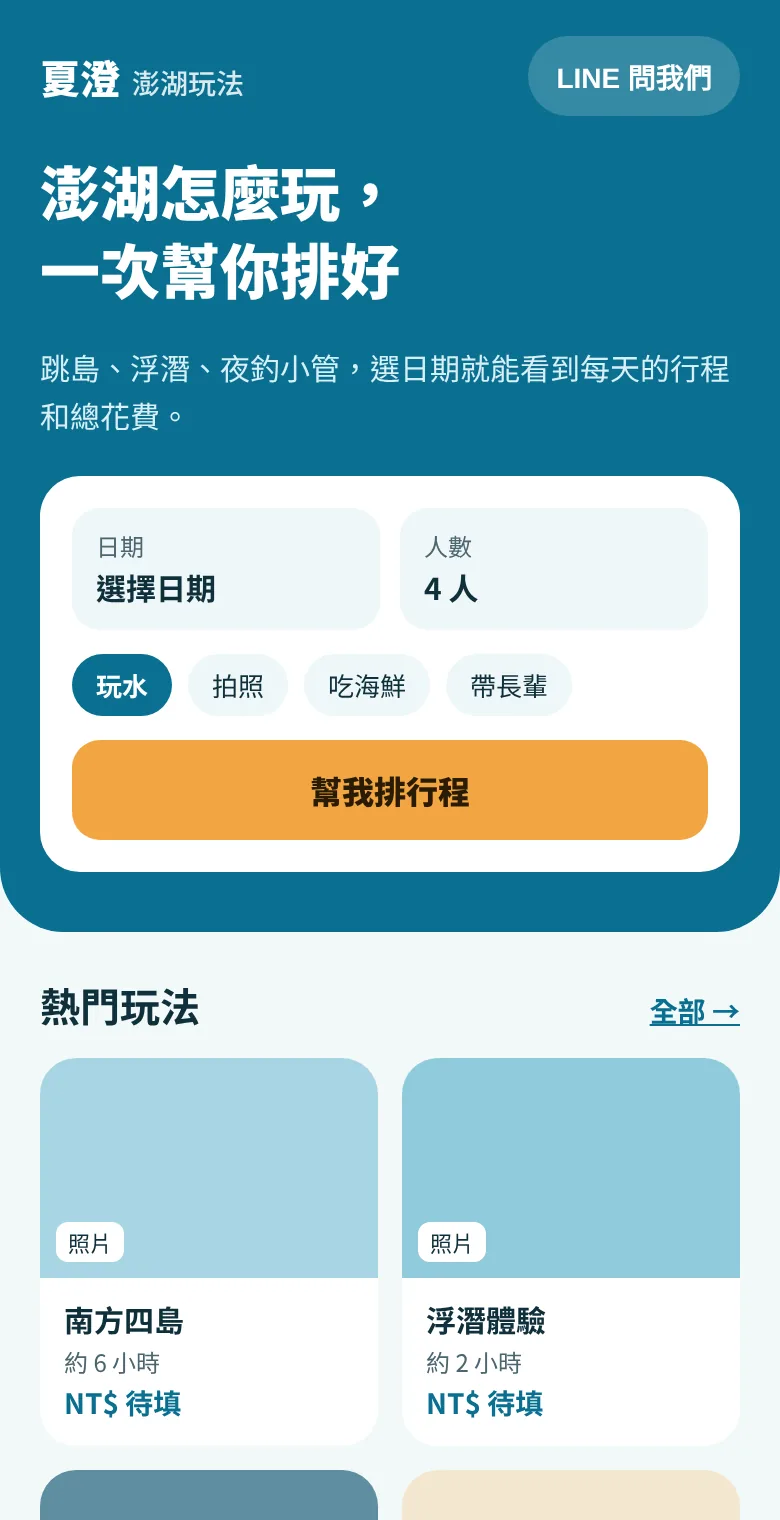 夏澄 澎湖玩法
LINE 問我們
澎湖怎麼玩，
一次幫你排好
跳島、浮潛、夜釣小管，選日期就能看到每天的行程
和總花費。
日期
選擇日期
人數
4 人
玩水
拍照
吃海鮮
帶長輩
幫我排行程
熱門玩法
全部 →
照片
南方四島
約 6 小時
NT$ 待填
照片
浮潛體驗
約 2 小時
NT$ 待填